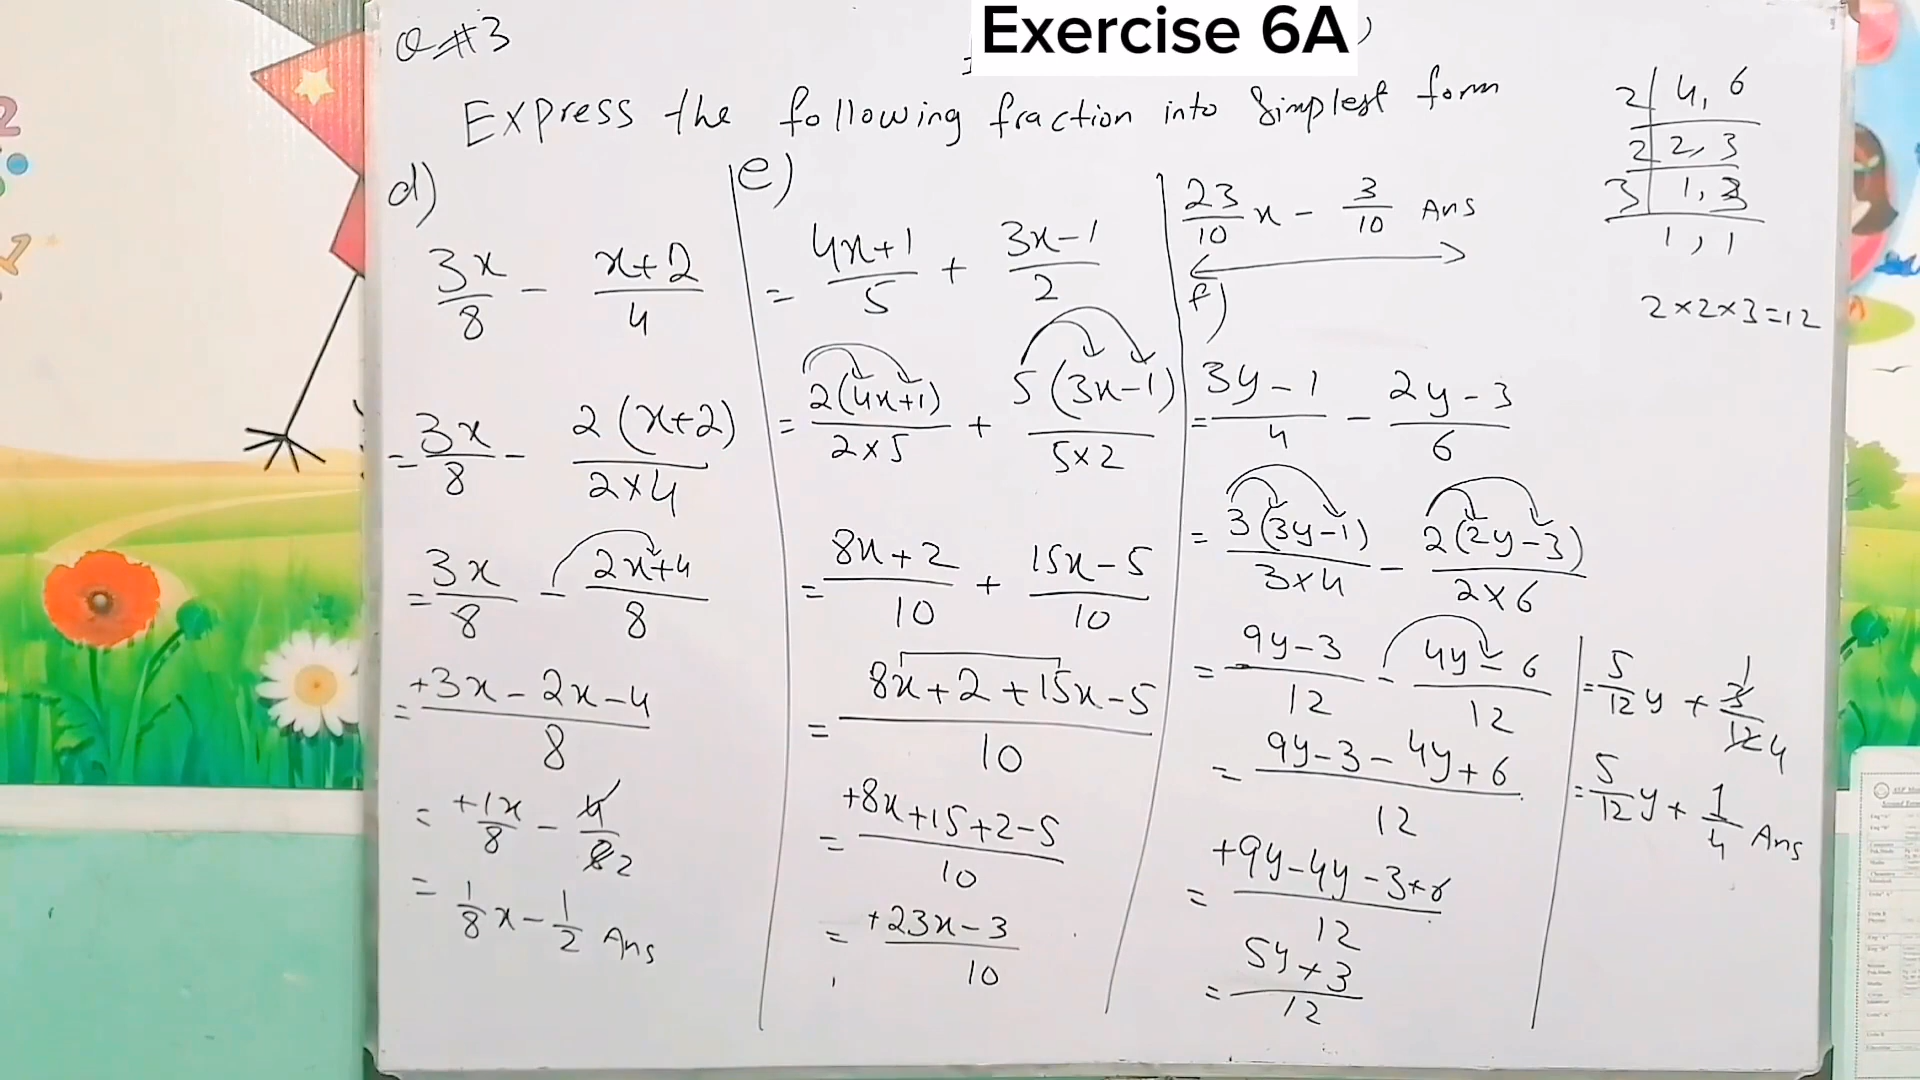 Exercise 6A
Q#3
Express the following fraction into Simplest form
d)
3x/8 - x+2/4
= 3x/8 - 2(x+2)/2×4
= 3x/8 - 2x+4/8
= +3x-2x-4/8
= +1x/8 - 4/8 2
= 1/8 x - 1/2 Ans
e)
= 4x+1/5 + 3x-1/2
= 2(4x+1)/2×5 + 5(3x-1)/5×2
= 8x+2/10 + 15x-5/10
= 8x+2+15x-5/10
= +8x+15+2-5/10
= +23x-3/10
23/10 x - 3/10 Ans
f)
= 3y-1/4 - 2y-3/6
= 3(3y-1)/3×4 - 2(2y-3)/2×6
= 9y-3/12 - 4y-6/12
= 9y-3-4y+6/12
= +9y-4y-3+6/12
= 5y+3/12
= 5/12 y + 3/12 1 4
= 5/12 y + 1/4 Ans
2 | 4, 6
2 | 2, 3
3 | 1, 3
1, 1
2×2×3=12